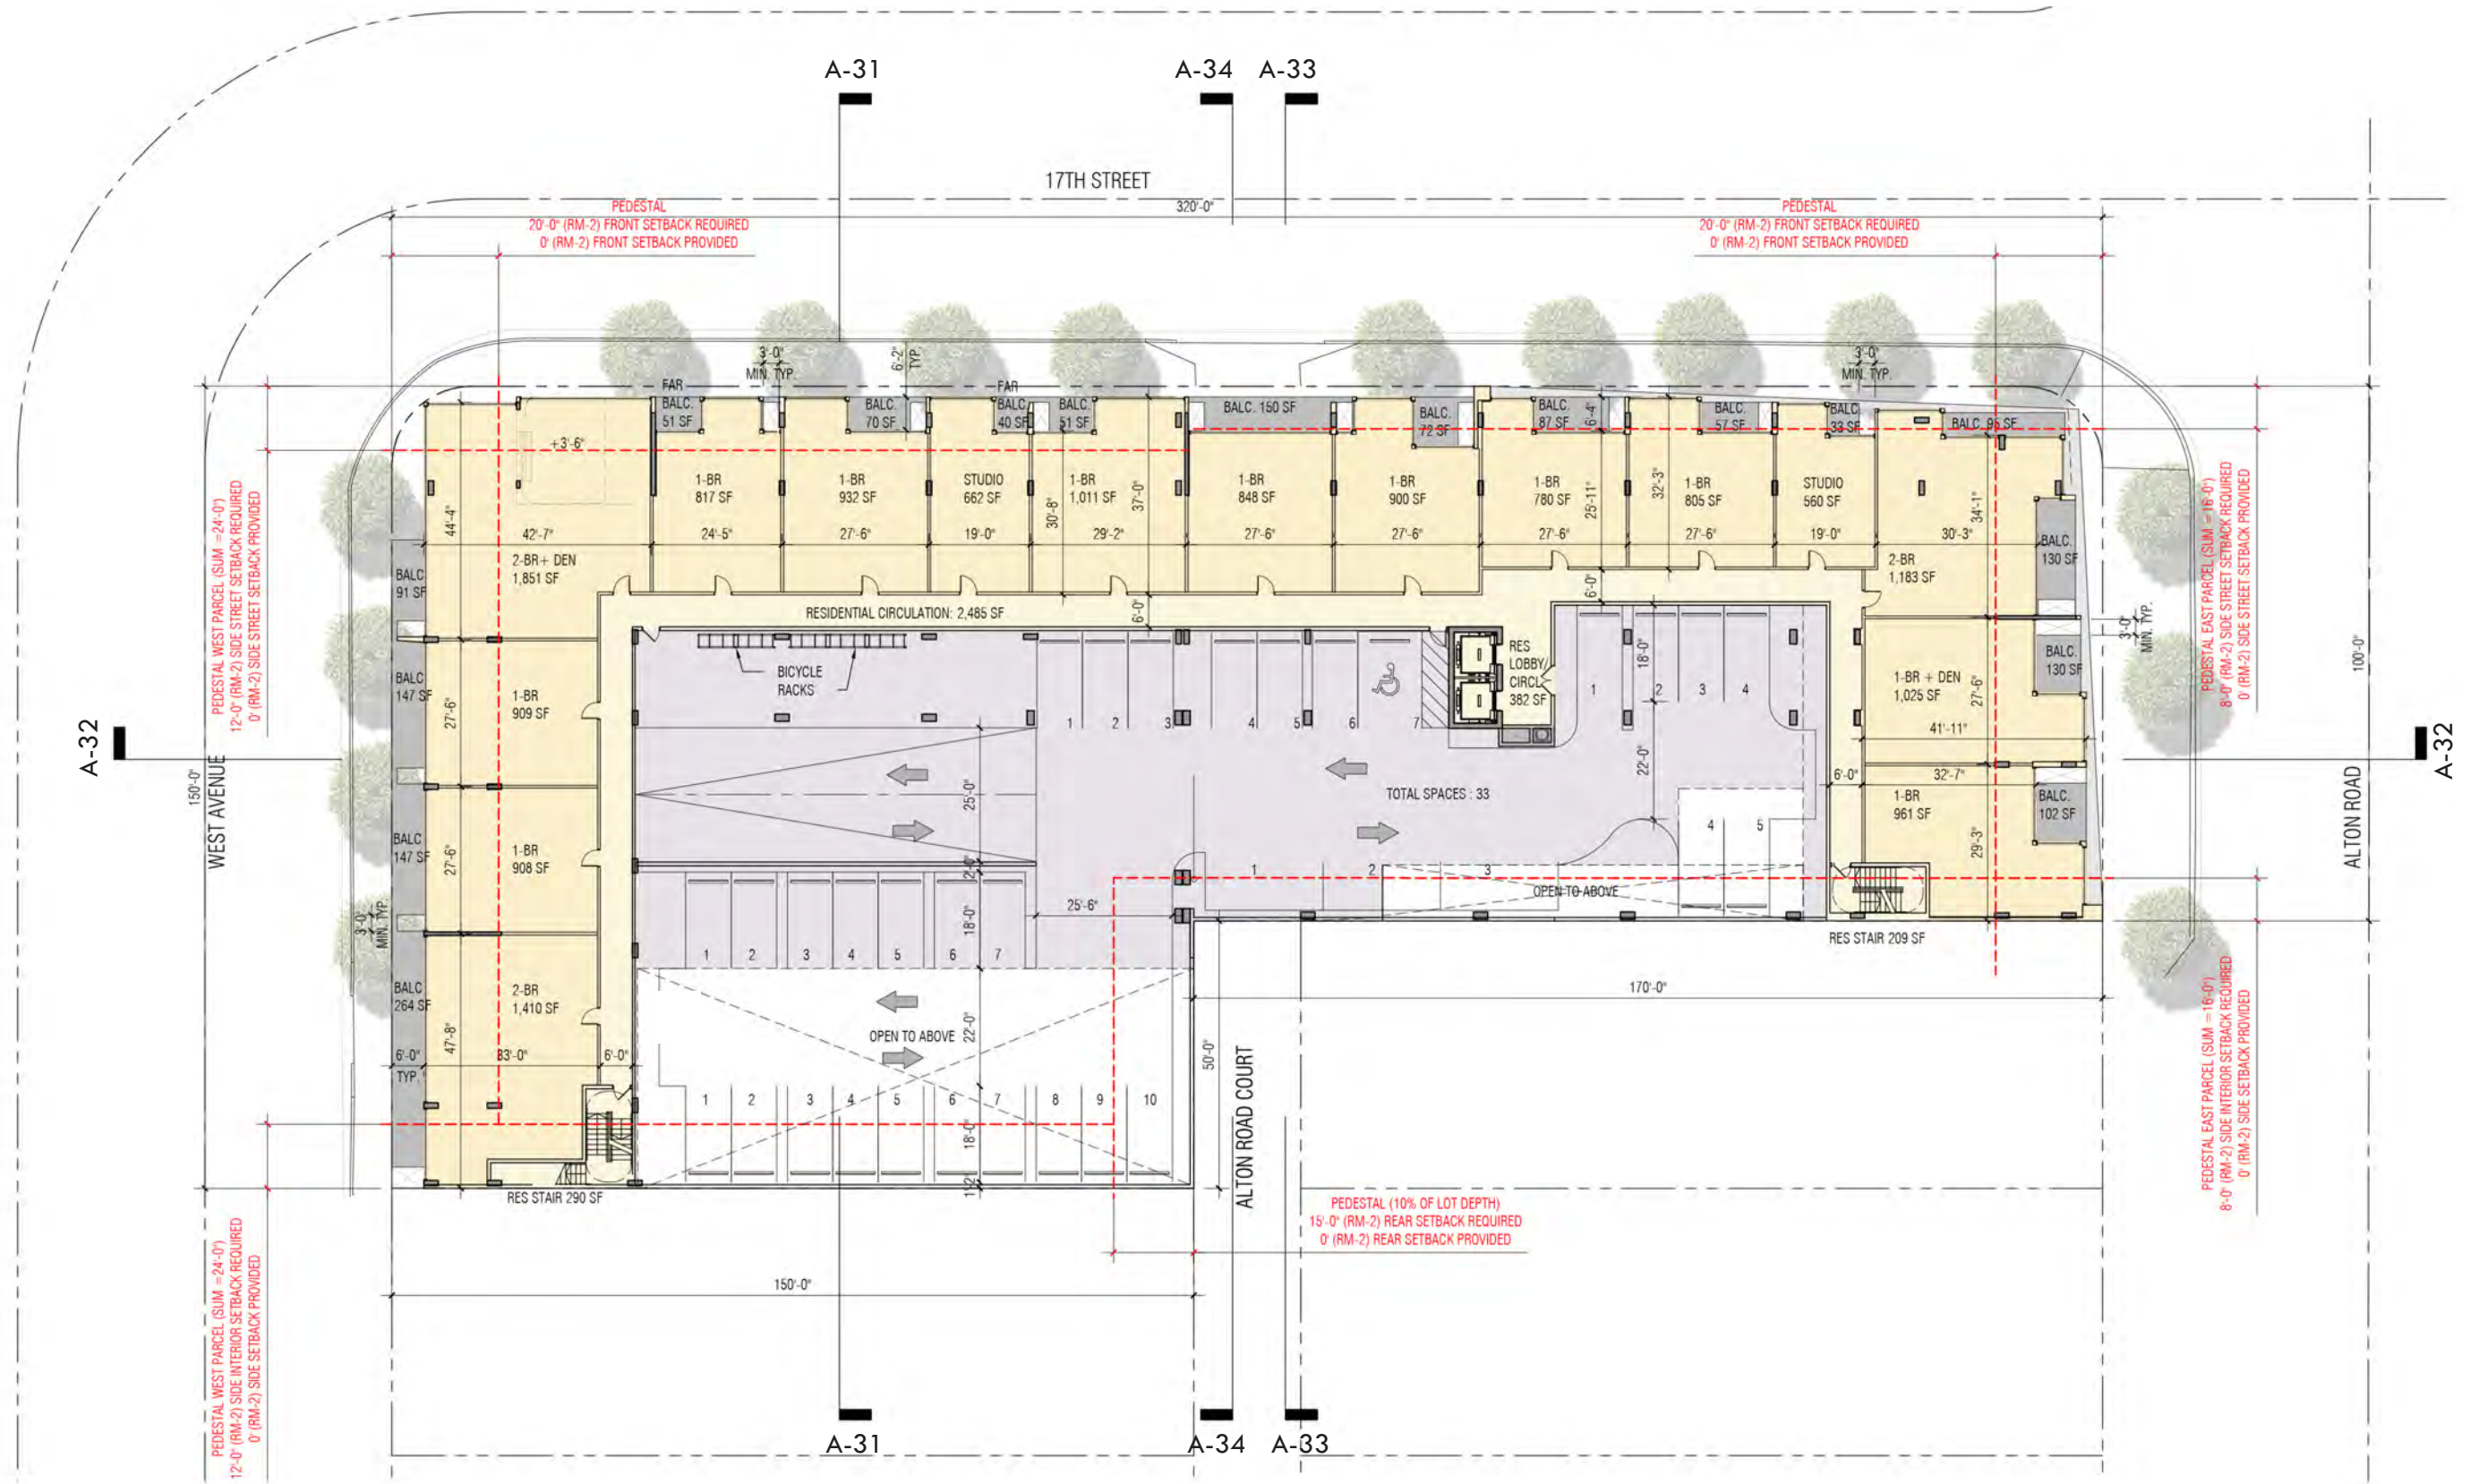 A-31
A-34
A-33
17TH STREET
320'-0"
PEDESTAL
20'-0" (RM-2) FRONT SETBACK REQUIRED
0' (RM-2) FRONT SETBACK PROVIDED
PEDESTAL
20'-0" (RM-2) FRONT SETBACK REQUIRED
0' (RM-2) FRONT SETBACK PROVIDED
3'-0"
MIN. TYP.
6'-2"
TYP.
3'-0"
MIN. TYP.
FAR
FAR
BALC.
51 SF
BALC.
70 SF
BALC.
40 SF
BALC.
51 SF
BALC. 150 SF
BALC.
72 SF
BALC.
87 SF
6'-4"
BALC.
57 SF
BALC.
33 SF
BALC. 95 SF
+3'-6"
44'-4"
42'-7"
2-BR+ DEN
1,851 SF
1-BR
817 SF
24'-5"
1-BR
932 SF
27'-6"
STUDIO
662 SF
19'-0"
30'-8"
1-BR
1,011 SF
29'-2"
37'-0"
1-BR
848 SF
27'-6"
1-BR
900 SF
27'-6"
1-BR
780 SF
27'-6"
25'-11"
32'-3"
1-BR
805 SF
27'-6"
STUDIO
560 SF
19'-0"
34'-1"
30'-3"
2-BR
1,183 SF
BALC.
130 SF
PEDESTAL WEST PARCEL (SUM =24'-0")
12'-0" (RM-2) SIDE STREET SETBACK REQUIRED
0' (RM-2) SIDE STREET SETBACK PROVIDED
PEDESTAL EAST PARCEL (SUM =16'-0")
8'-0" (RM-2) SIDE STREET SETBACK REQUIRED
0' (RM-2) SIDE STREET SETBACK PROVIDED
BALC
91 SF
RESIDENTIAL CIRCULATION: 2,485 SF
6'-0"
6'-0"
3'-0"
MIN. TYP.
BICYCLE
RACKS
RES
LOBBY/
CIRCL
382 SF
18'-0"
1
2
3
4
BALC.
130 SF
1-BR + DEN
1,025 SF
27'-6"
41'-11"
100'-0"
BALC
147 SF
1-BR
909 SF
27'-6"
1
2
3
4
5
6
7
A-32
A-32
WEST AVENUE
150'-0"
ALTON ROAD
25'-0"
TOTAL SPACES : 33
22'-0"
6'-0"
32'-7"
1-BR
961 SF
29'-3"
BALC.
102 SF
BALC
147 SF
1-BR
908 SF
27'-6"
4
5
1
2
3
OPEN TO ABOVE
2'-0"
25'-6"
18'-0"
3'-0"
MIN. TYP.
1
2
3
4
5
6
7
RES STAIR 209 SF
170'-0"
BALC
264 SF
2-BR
1,410 SF
47'-8"
33'-0"
6'-0"
TYP.
6'-0"
OPEN TO ABOVE
22'-0"
50'-0"
ALTON ROAD COURT
PEDESTAL EAST PARCEL (SUM =16'-0")
8'-0" (RM-2) SIDE INTERIOR SETBACK REQUIRED
0' (RM-2) SIDE SETBACK PROVIDED
1
2
3
4
5
6
7
8
9
10
18'-0"
RES STAIR 290 SF
PEDESTAL (10% OF LOT DEPTH)
15'-0" (RM-2) REAR SETBACK REQUIRED
0' (RM-2) REAR SETBACK PROVIDED
PEDESTAL WEST PARCEL (SUM =24'-0")
12'-0" (RM-2) SIDE INTERIOR SETBACK REQUIRED
0' (RM-2) SIDE SETBACK PROVIDED
150'-0"
A-31
A-34
A-33